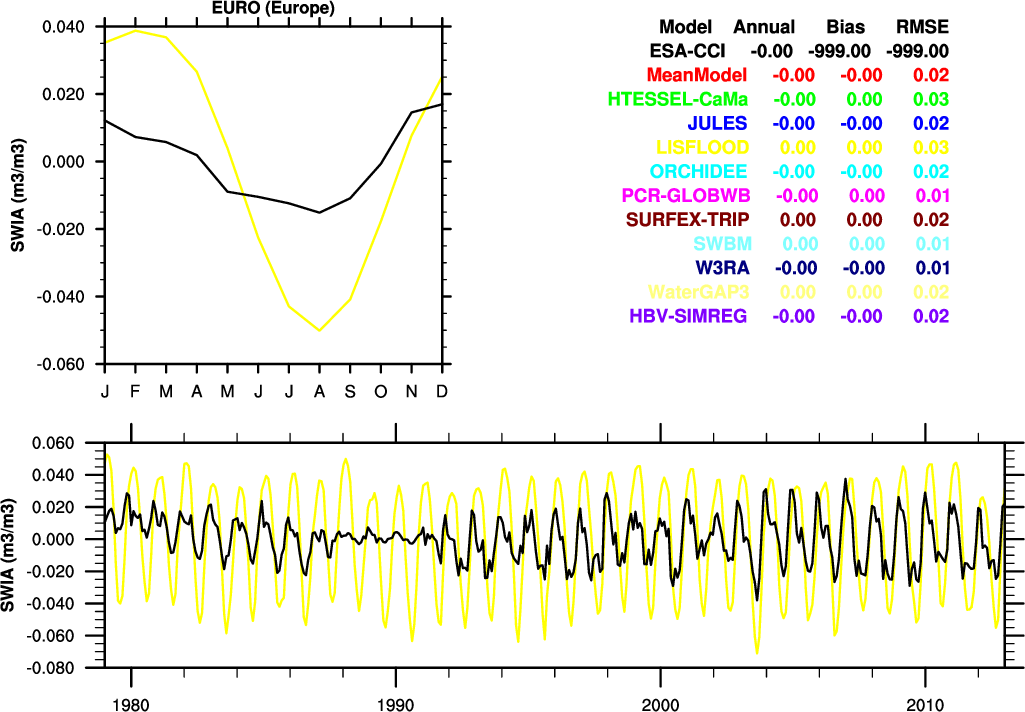 EURO (Europe)
0.040
0.020
0.000
-0.020
-0.040
-0.060
SWIA (m3/m3)
J F M A M J J A S O N D
Model Annual Bias RMSE
ESA-CCI -0.00 -999.00 -999.00
MeanModel -0.00 -0.00 0.02
HTESSEL-CaMa -0.00 0.00 0.03
JULES -0.00 -0.00 0.02
LISFLOOD 0.00 0.00 0.03
ORCHIDEE -0.00 -0.00 0.02
PCR-GLOBWB -0.00 0.00 0.01
SURFEX-TRIP 0.00 0.00 0.02
SWBM 0.00 0.00 0.01
W3RA -0.00 -0.00 0.01
WaterGAP3 0.00 0.00 0.02
HBV-SIMREG -0.00 -0.00 0.02
0.060
0.040
0.020
0.000
-0.020
-0.040
-0.060
-0.080
SWIA (m3/m3)
1980 1990 2000 2010